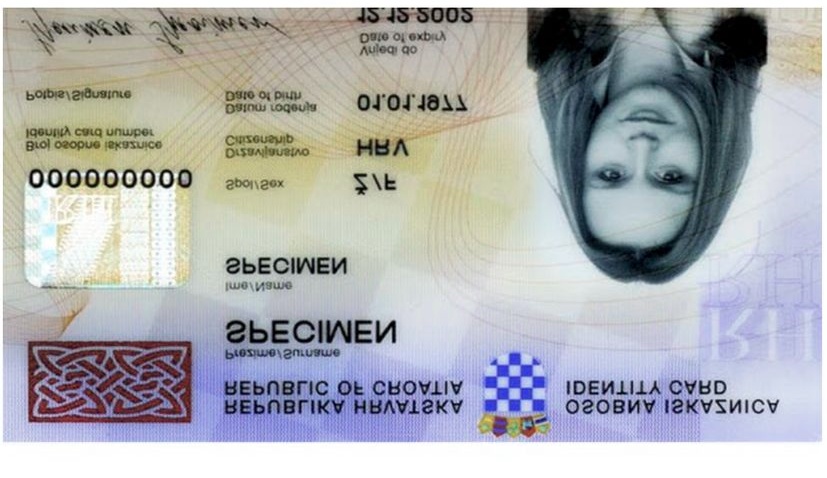 REPUBLIKA HRVATSKA
REPUBLIC OF CROATIA
OSOBNA ISKAZNICA
IDENTITY CARD
Prezime/Surname
SPECIMEN
Ime/Name
SPECIMEN
RH
RH
Spol/Sex
Ž/F
Državljanstvo
Citizenship
HRV
Datum rođenja
Date of birth
01.01.1977
Vrijedi do
Date of expiry
12.12.2002
000000000
Broj osobne iskaznice
Identity card number
Potpis/Signature
Specimen Specimen